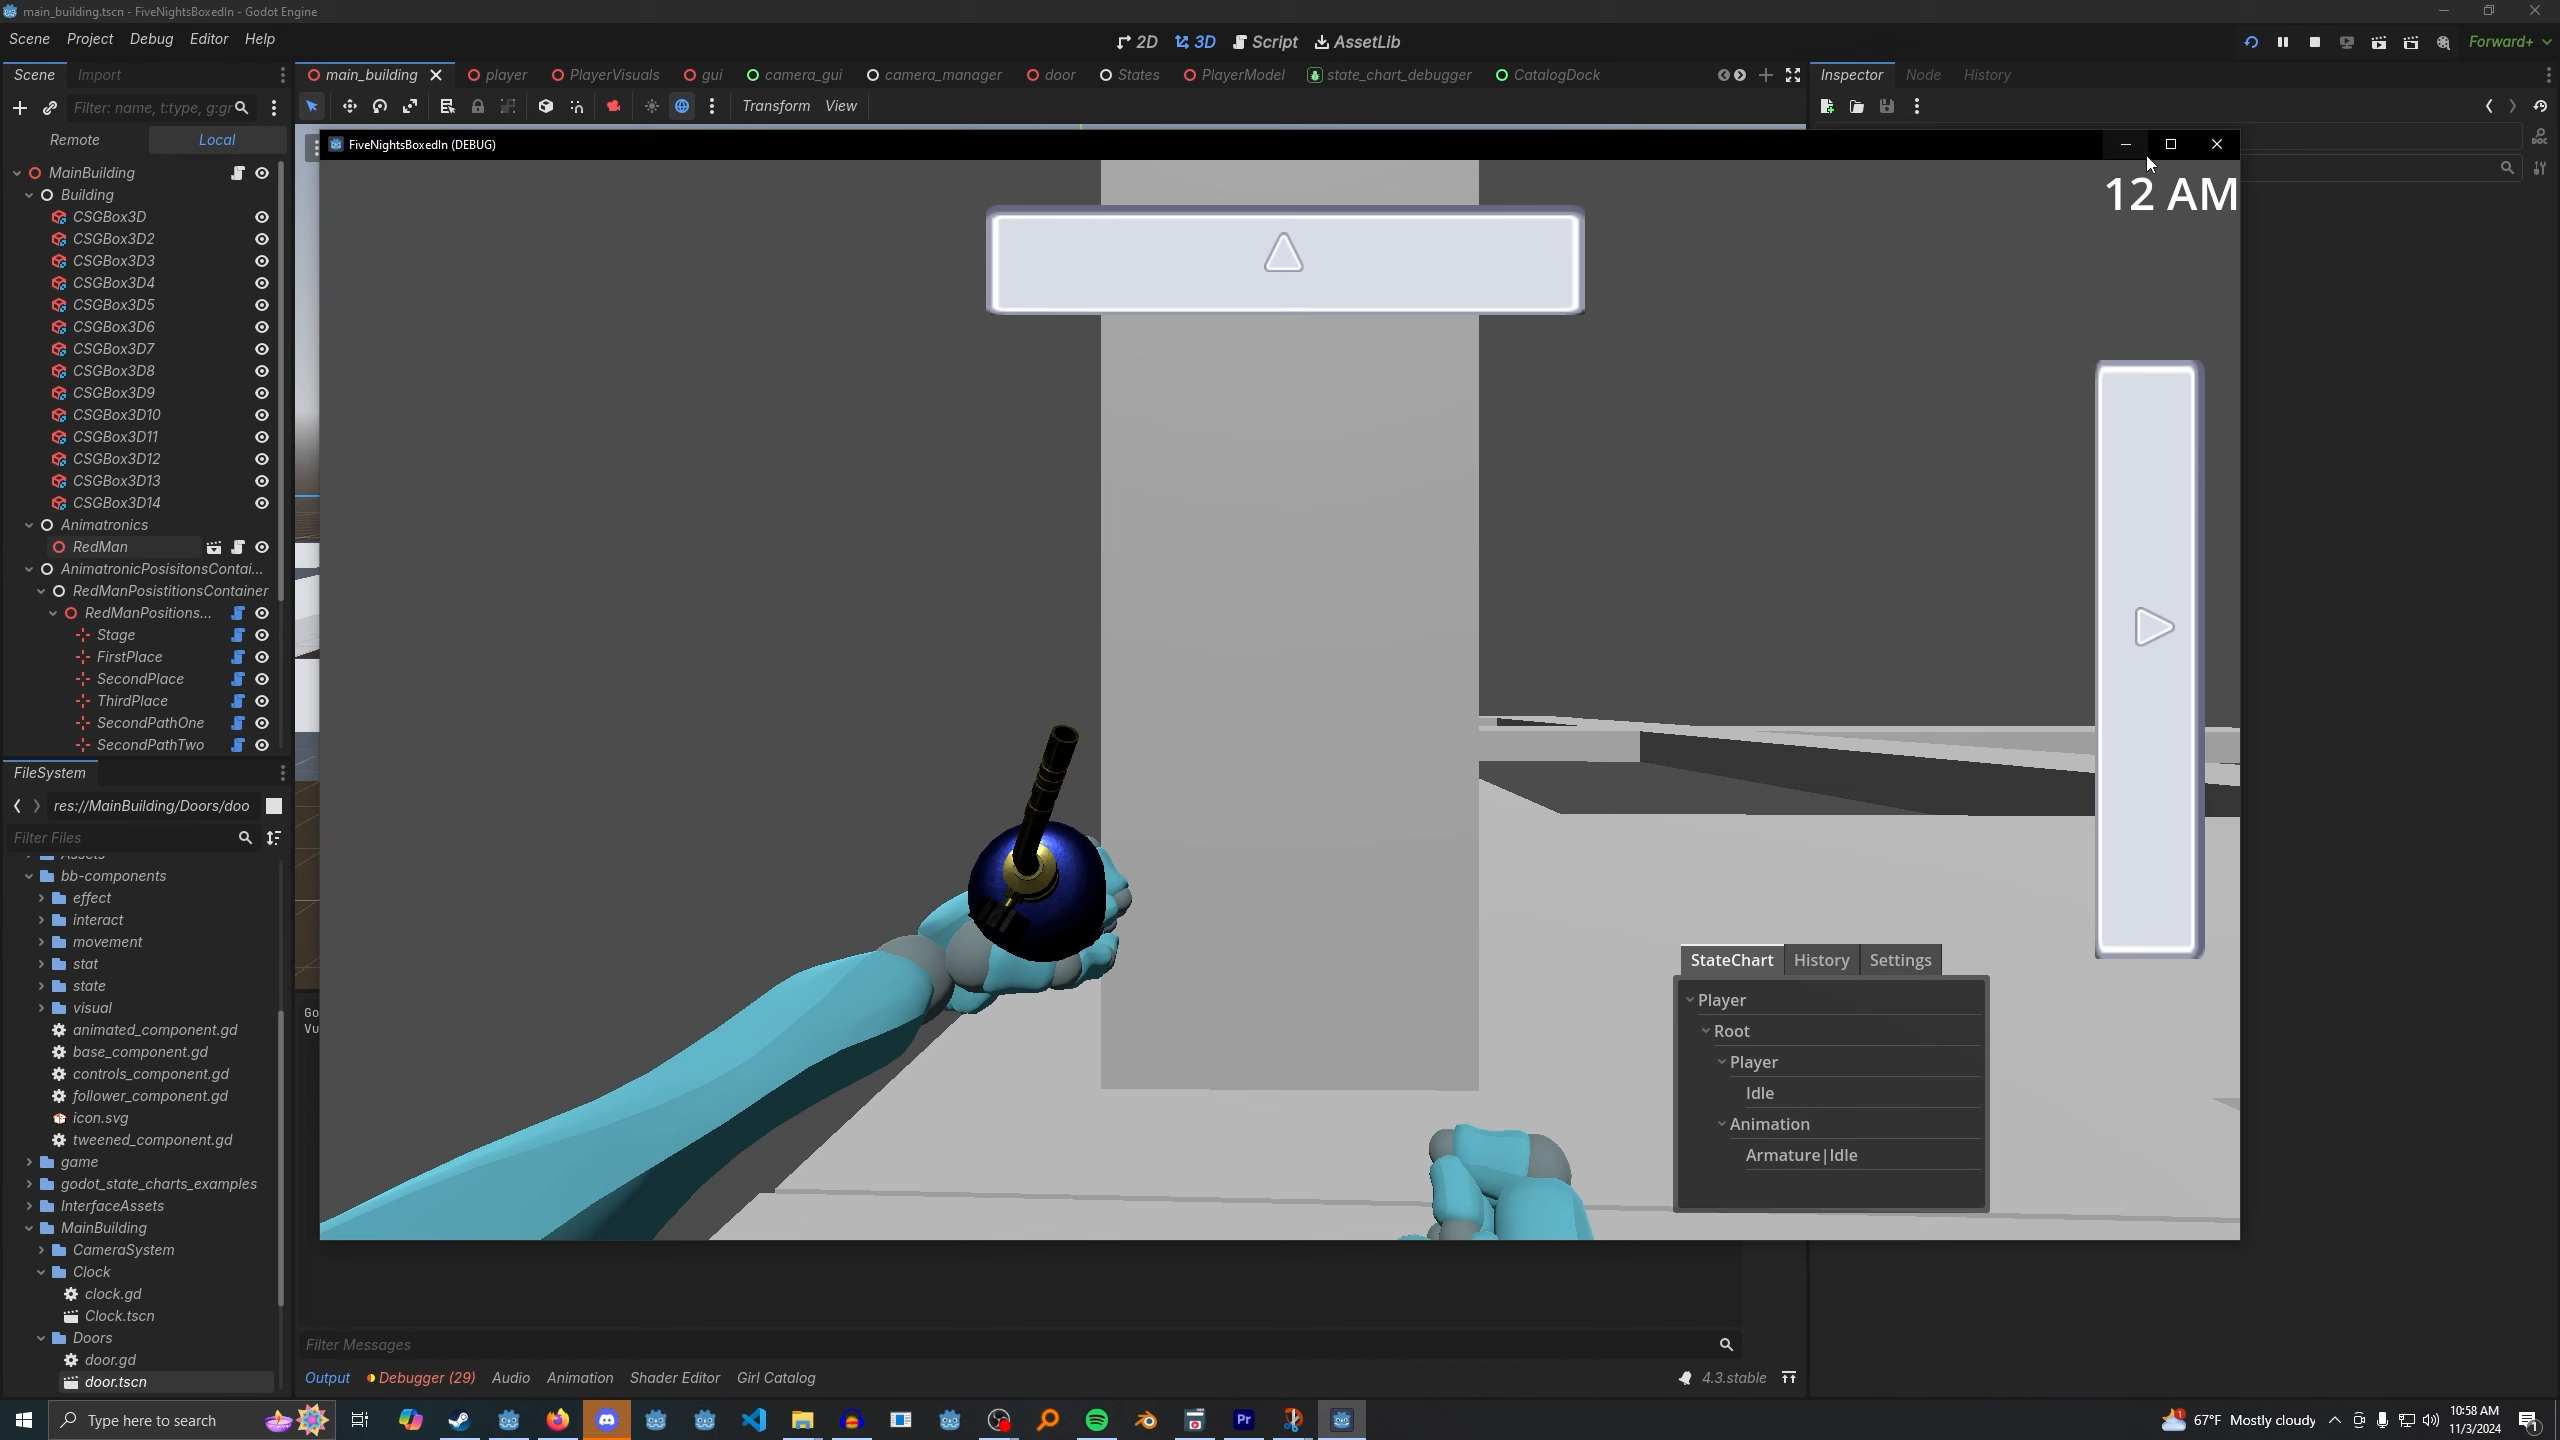 main_building.tscn - FiveNightsBoxedIn - Godot Engine
Scene Project Debug Editor Help
2D 3D Script AssetLib
Forward+
Scene Import
main_building player PlayerVisuals gui camera_gui camera_manager door States PlayerModel state_chart_debugger CatalogDock
Inspector Node History
Filter: name, t:type, g:gr
Transform View
Remote Local
FiveNightsBoxedIn (DEBUG)
12 AM
MainBuilding
Building
CSGBox3D
CSGBox3D2
CSGBox3D3
CSGBox3D4
CSGBox3D5
CSGBox3D6
CSGBox3D7
CSGBox3D8
CSGBox3D9
CSGBox3D10
CSGBox3D11
CSGBox3D12
CSGBox3D13
CSGBox3D14
Animatronics
RedMan
AnimatronicPosisitonsContai...
RedManPosistitionsContainer
RedManPositions...
Stage
FirstPlace
SecondPlace
ThirdPlace
SecondPathOne
SecondPathTwo
FileSystem
res://MainBuilding/Doors/doo
Filter Files
Assets
bb-components
effect
interact
movement
stat
state
visual
animated_component.gd
base_component.gd
controls_component.gd
follower_component.gd
icon.svg
tweened_component.gd
game
godot_state_charts_examples
InterfaceAssets
MainBuilding
CameraSystem
Clock
clock.gd
Clock.tscn
Doors
door.gd
door.tscn
Go
Vu
StateChart History Settings
Player
Root
Player
Idle
Animation
Armature|Idle
Filter Messages
Output Debugger (29) Audio Animation Shader Editor Girl Catalog
4.3.stable
Type here to search
67°F Mostly cloudy
10:58 AM
11/3/2024